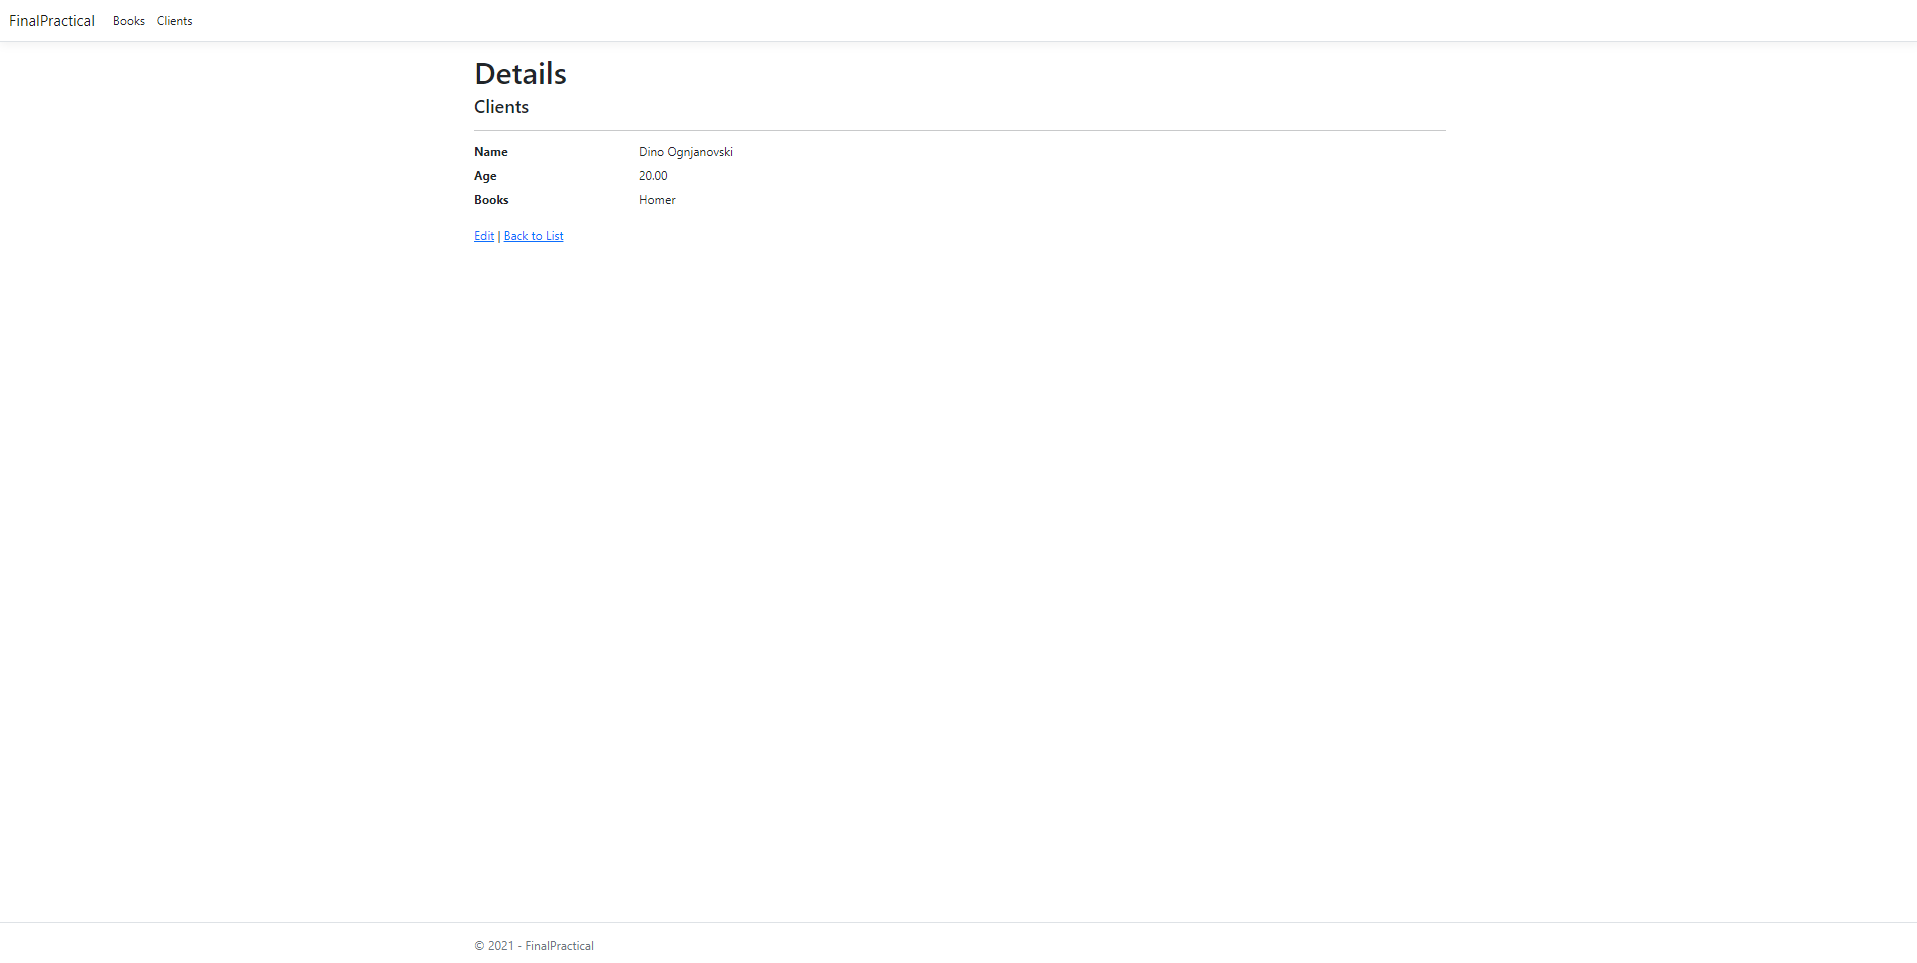 FinalPractical Books Clients
Details
Clients
Name Dino Ognjanovski
Age 20.00
Books Homer
Edit | Back to List
© 2021 - FinalPractical